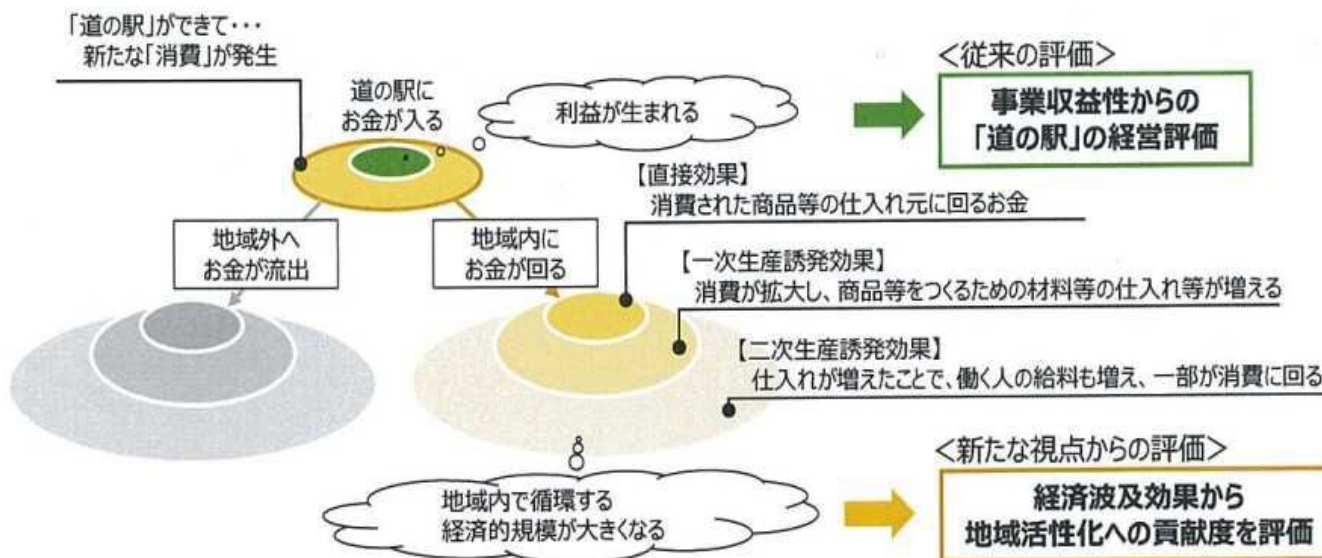 「道の駅」ができて･･･
新たな「消費」が発生
道の駅に
お金が入る
利益が生まれる
<従来の評価>
事業収益性からの
「道の駅」の経営評価
【直接効果】
消費された商品等の仕入れ元に回るお金
地域外へ
お金が流出
地域内に
お金が回る
【一次生産誘発効果】
消費が拡大し、商品等をつくるための材料等の仕入れ等が増える
【二次生産誘発効果】
仕入れが増えたことで、働く人の給料も増え、一部が消費に回る
地域内で循環する
経済的規模が大きくなる
<新たな視点からの評価>
経済波及効果から
地域活性化への貢献度を評価